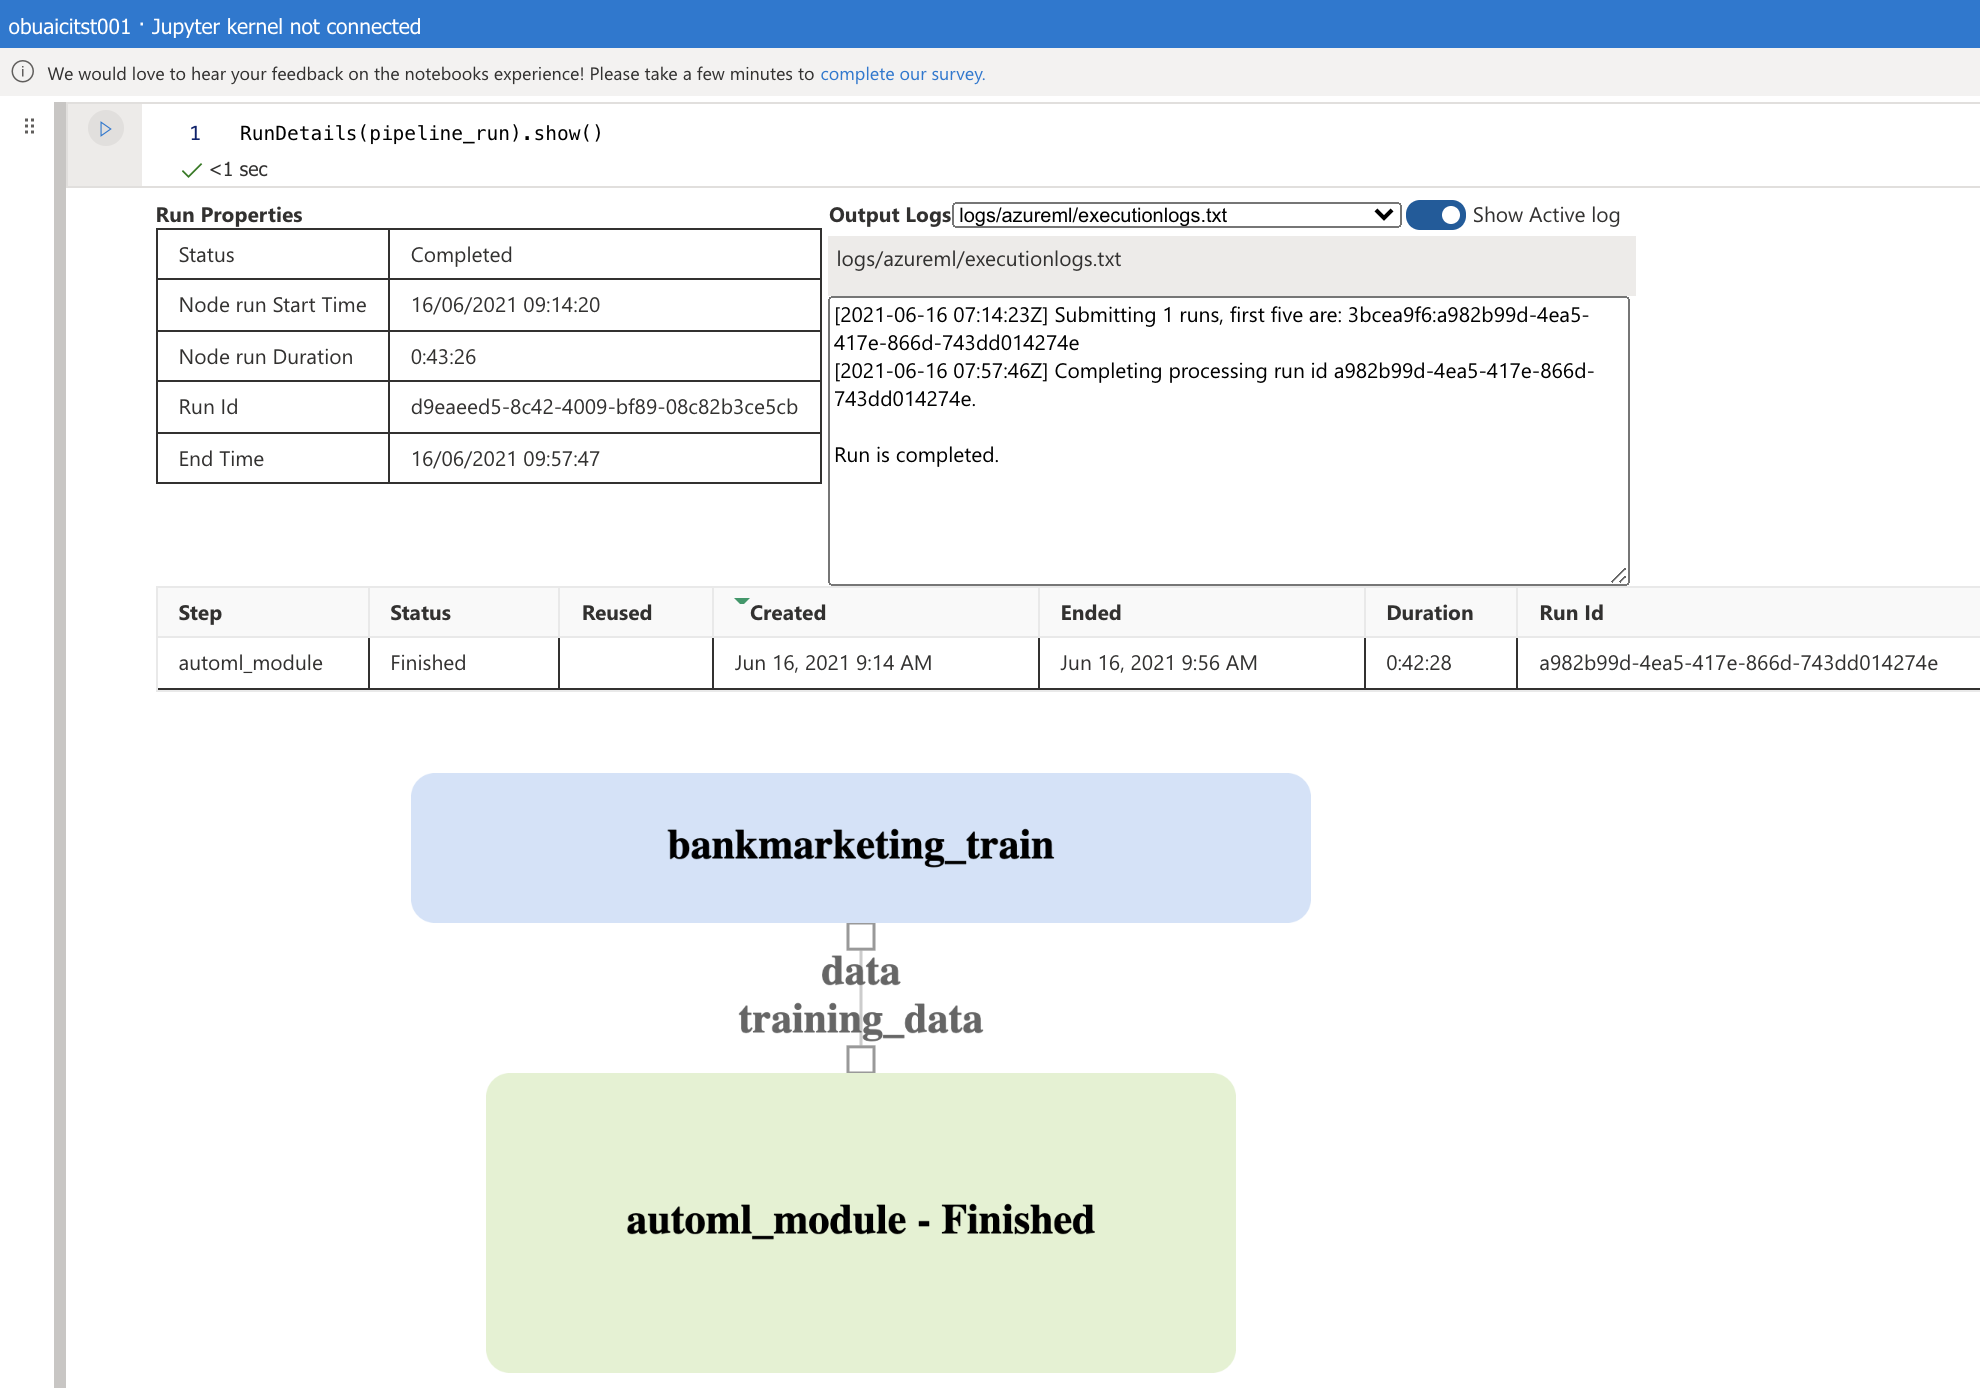 obuaicitst001 · Jupyter kernel not connected
We would love to hear your feedback on the notebooks experience! Please take a few minutes to complete our survey.
1 RunDetails(pipeline_run).show()
<1 sec
Run Properties
Status Completed
Node run Start Time 16/06/2021 09:14:20
Node run Duration 0:43:26
Run Id d9eaeed5-8c42-4009-bf89-08c82b3ce5cb
End Time 16/06/2021 09:57:47
Output Logs logs/azureml/executionlogs.txt Show Active log
logs/azureml/executionlogs.txt
[2021-06-16 07:14:23Z] Submitting 1 runs, first five are: 3bcea9f6:a982b99d-4ea5-
417e-866d-743dd014274e
[2021-06-16 07:57:46Z] Completing processing run id a982b99d-4ea5-417e-866d-
743dd014274e.
Run is completed.
Step Status Reused Created Ended Duration Run Id
automl_module Finished Jun 16, 2021 9:14 AM Jun 16, 2021 9:56 AM 0:42:28 a982b99d-4ea5-417e-866d-743dd014274e
bankmarketing_train
data
training_data
automl_module - Finished